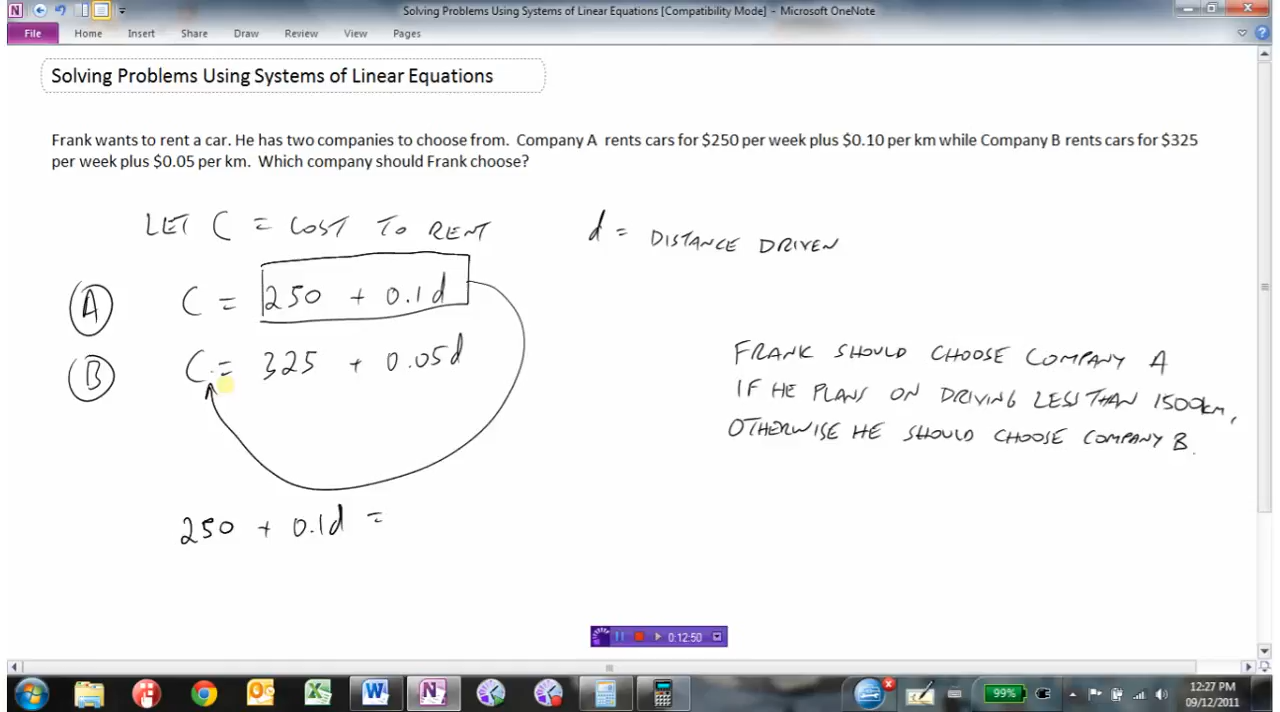 Solving Problems Using Systems of Linear Equations [Compatibility Mode] - Microsoft OneNote
File Home Insert Share Draw Review View Pages
Solving Problems Using Systems of Linear Equations
Frank wants to rent a car. He has two companies to choose from. Company A rents cars for $250 per week plus $0.10 per km while Company B rents cars for $325
per week plus $0.05 per km. Which company should Frank choose?
LET C = COST TO RENT
d = DISTANCE DRIVEN
A C = 250 + 0.1d
B C = 325 + 0.05d
FRANK SHOULD CHOOSE COMPANY A
IF HE PLANS ON DRIVING LESS THAN 1500km,
OTHERWISE HE SHOULD CHOOSE COMPANY B.
250 + 0.1d =
0:12:50
99%
12:27 PM
09/12/2011